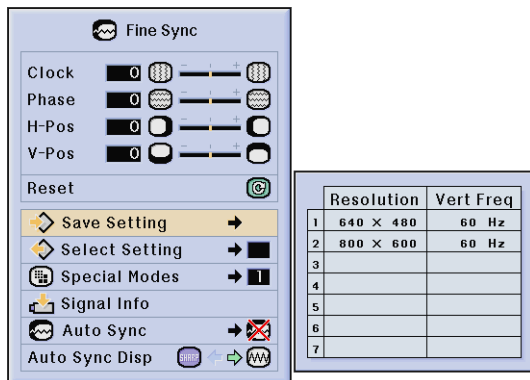 Fine Sync
Clock 0
Phase 0
H-Pos 0
V-Pos 0
Reset
Save Setting
Select Setting
Special Modes 1
Signal Info
Auto Sync
Auto Sync Disp SHARP
Resolution Vert Freq
1 640 × 480 60 Hz
2 800 × 600 60 Hz
3
4
5
6
7